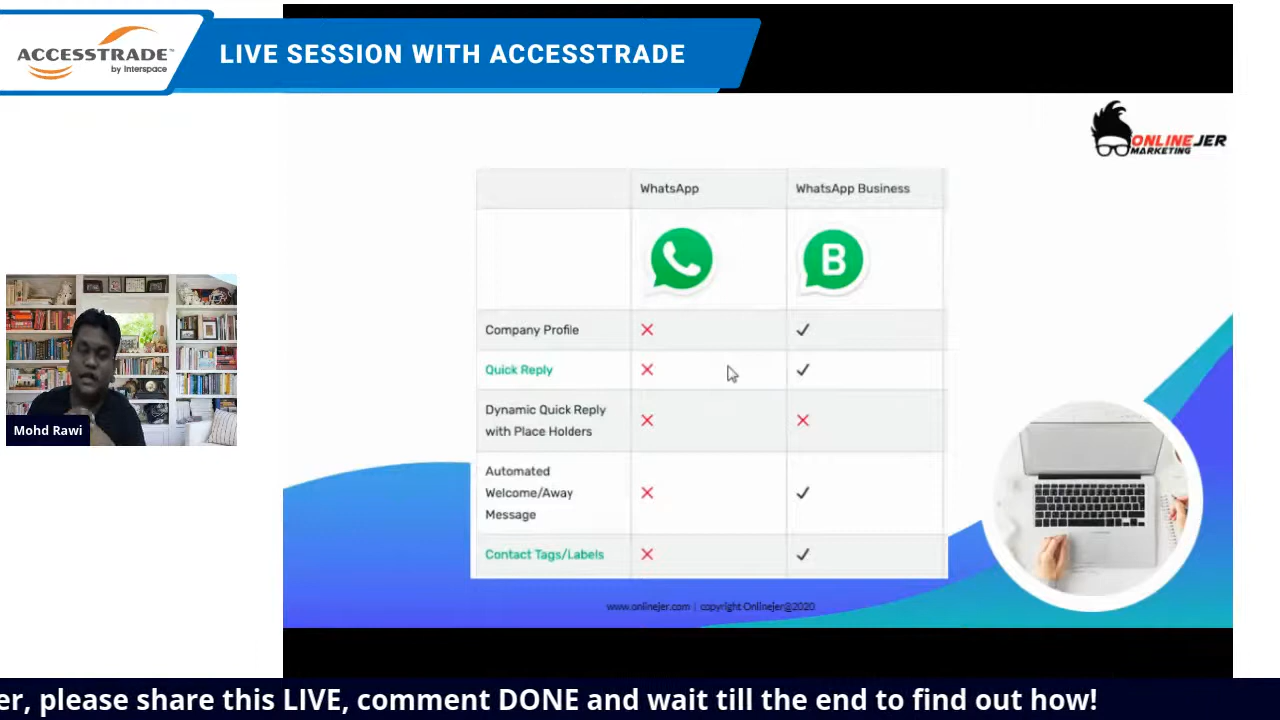 ACCESSTRADE
by Interspace
LIVE SESSION WITH ACCESSTRADE
ONLINEJER
MARKETING
WhatsApp
WhatsApp Business
B
Company Profile
Quick Reply
Dynamic Quick Reply
with Place Holders
Automated
Welcome/Away
Message
Contact Tags/Labels
www.onlinejer.com | copyright Onlinejer@2020
Mohd Rawi
er, please share this LIVE, comment DONE and wait till the end to find out how!